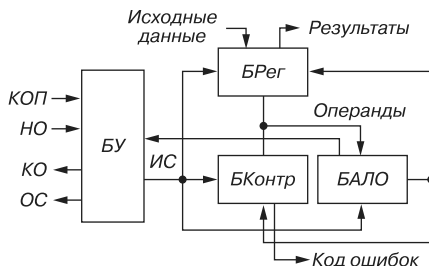 Исходные
данные
Результаты
БРег
КОП
Операнды
НО
БУ
ИС
КО
БКонтр
БАЛО
ОС
Код ошибок